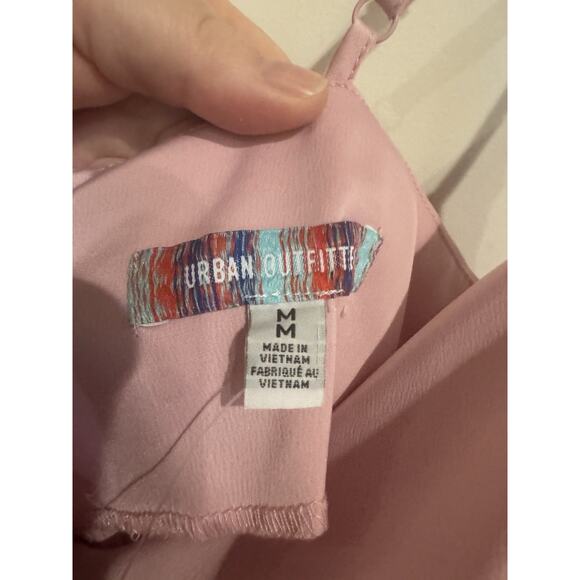 URBAN OUTFITTE
M
M
MADE IN
VIETNAM
FABRIQUÉ AU
VIETNAM